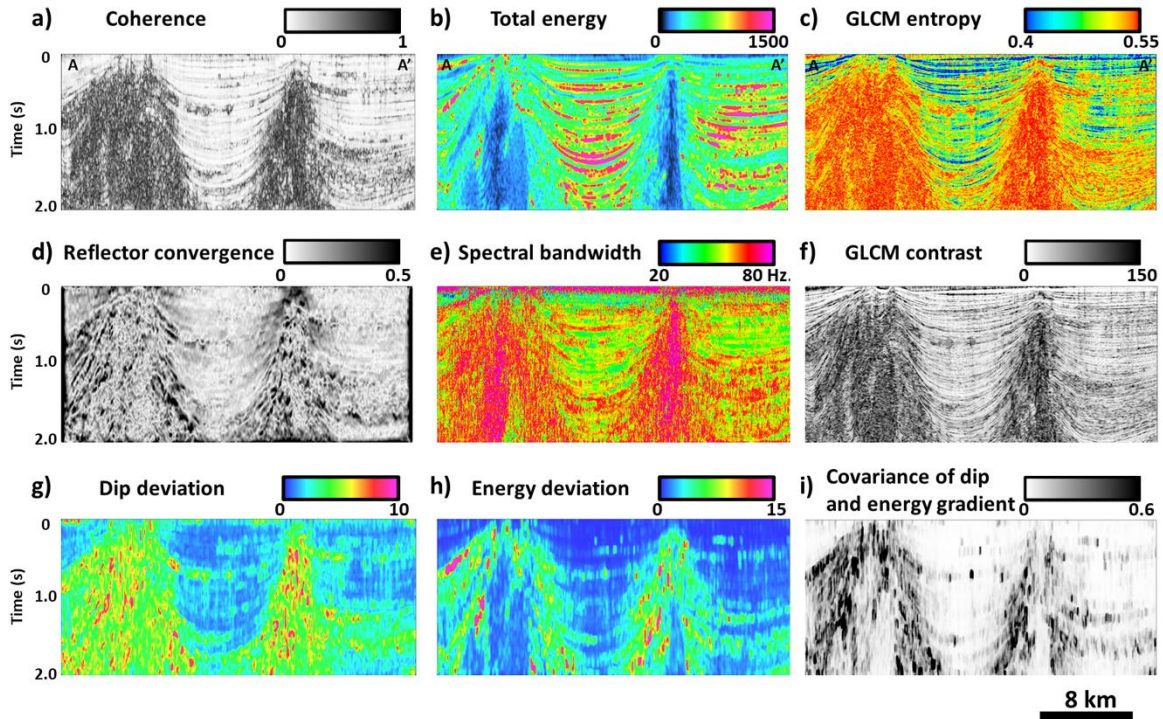 a) Coherence
0 1
b) Total energy
0 1500
c) GLCM entropy
0.4 0.55
Time (s)
0
1.0
2.0
A A'
A A'
A A'
d) Reflector convergence
0 0.5
e) Spectral bandwidth
20 80 Hz.
f) GLCM contrast
0 150
Time (s)
0
1.0
2.0
g) Dip deviation
0 10
h) Energy deviation
0 15
i) Covariance of dip
and energy gradient
0 0.6
Time (s)
0
1.0
2.0
8 km